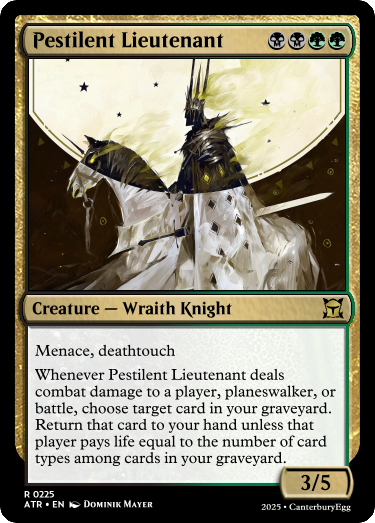 Pestilent Lieutenant
Creature — Wraith Knight
Menace, deathtouch
Whenever Pestilent Lieutenant deals
combat damage to a player, planeswalker, or
battle, choose target card in your graveyard.
Return that card to your hand unless that
player pays life equal to the number of card
types among cards in your graveyard.
3/5
R 0225
ATR • EN Dominik Mayer
2025 • CanterburyEgg